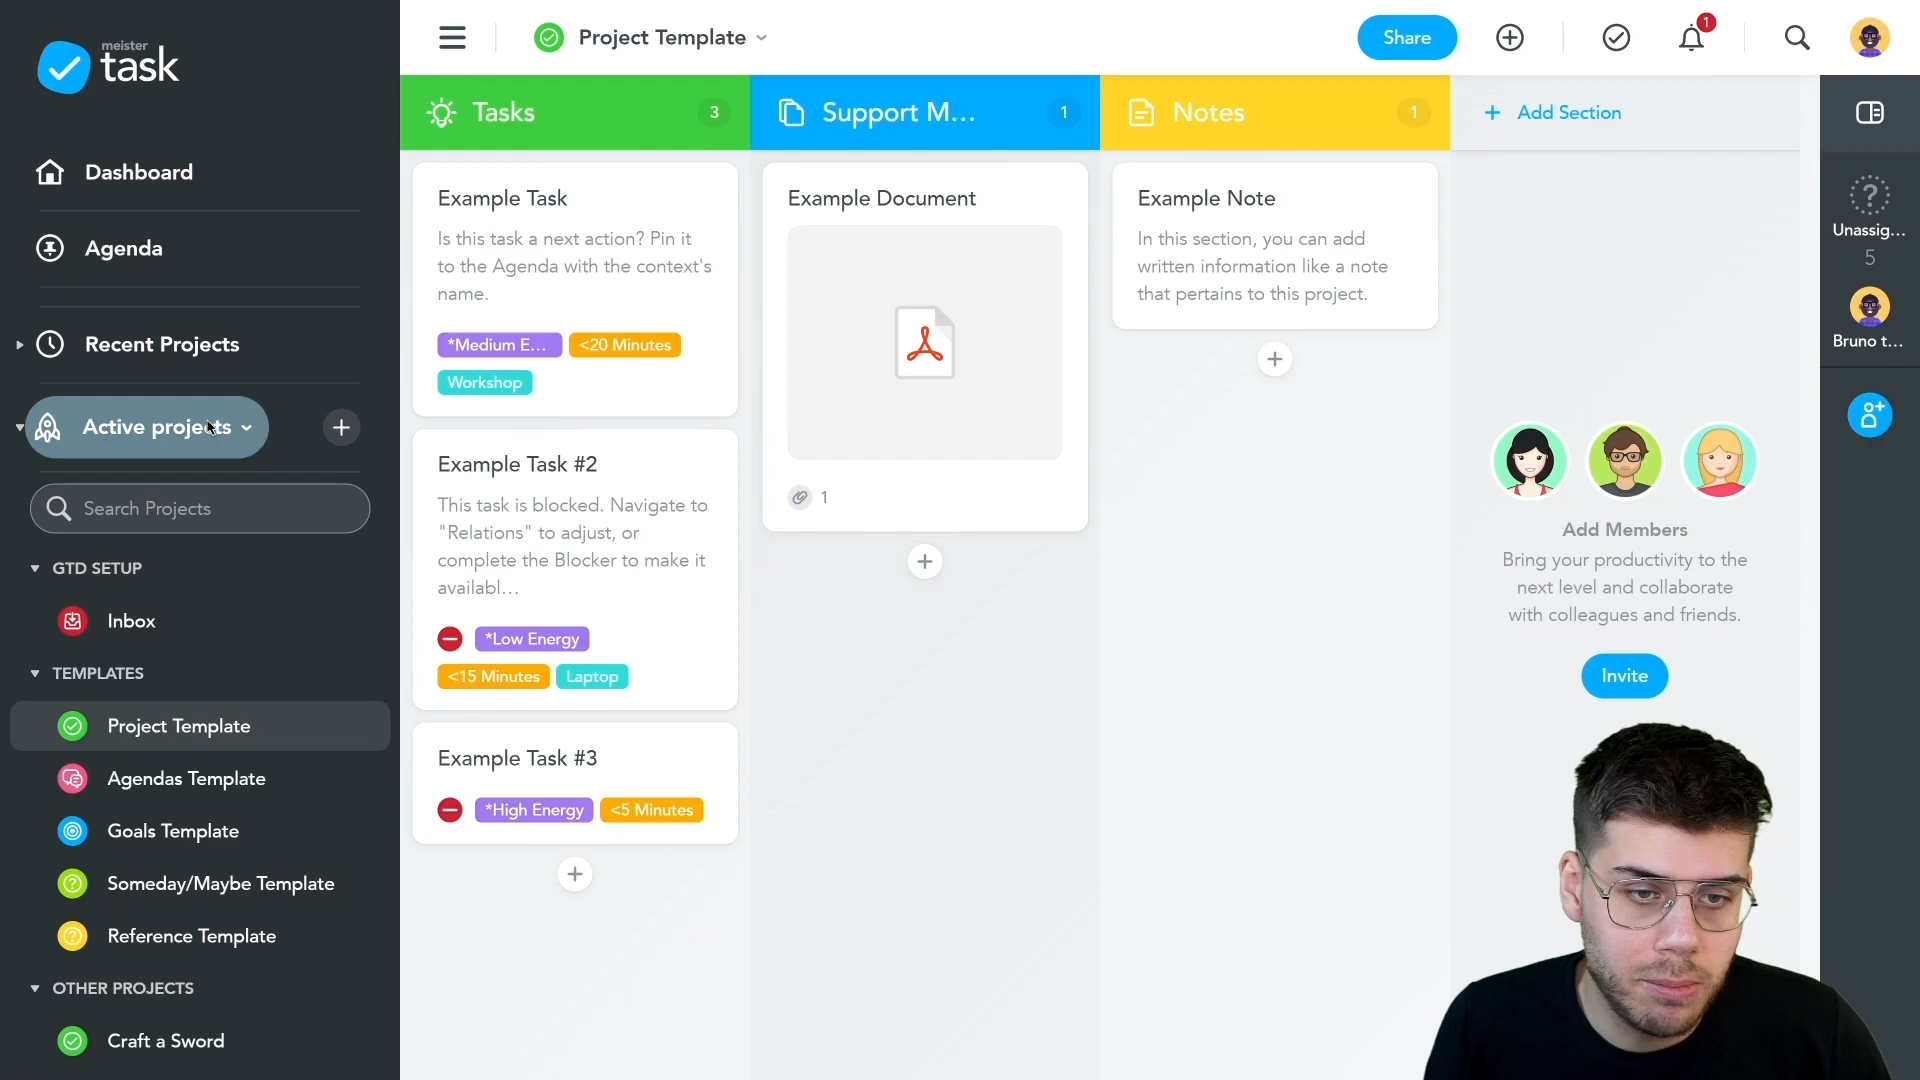 meister
task
Dashboard
Agenda
Recent Projects
Active projects
Search Projects
GTD SETUP
Inbox
TEMPLATES
Project Template
Agendas Template
Goals Template
Someday/Maybe Template
Reference Template
OTHER PROJECTS
Craft a Sword
Project Template
Share
1
Tasks
3
Example Task
Is this task a next action? Pin it
to the Agenda with the context's
name.
*Medium E...
<20 Minutes
Workshop
Example Task #2
This task is blocked. Navigate to
"Relations" to adjust, or
complete the Blocker to make it
availabl...
*Low Energy
<15 Minutes
Laptop
Example Task #3
*High Energy
<5 Minutes
Support M...
1
Example Document
1
Notes
1
Example Note
In this section, you can add
written information like a note
that pertains to this project.
Add Section
Add Members
Bring your productivity to the
next level and collaborate
with colleagues and friends.
Invite
Unassig...
5
Bruno t...